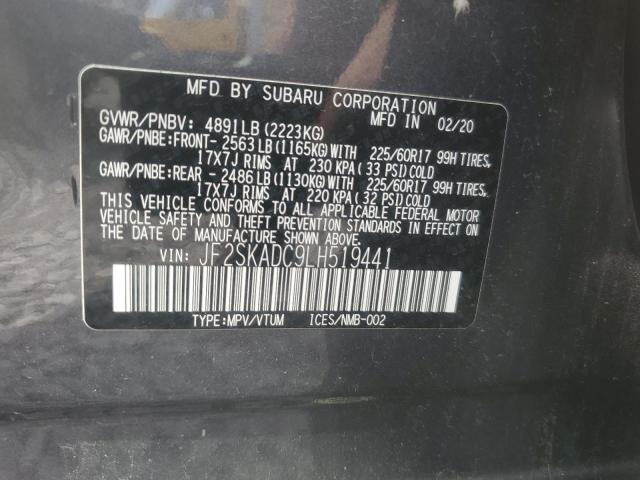 MFD BY SUBARU CORPORATION
GVWR/PNBV: 4891LB (2223KG) MFD IN 02/20
GAWR/PNBE:FRONT- 2563LB(1165KG)WITH 225/60R17 99H TIRES,
17X7J RIMS AT 230 KPA (33 PSI)COLD
GAWR/PNBE:REAR - 2486LB(1130KG)WITH 225/60R17 99H TIRES,
17X7J RIMS AT 220 KPA(32 PSI)COLD
THIS VEHICLE CONFORMS TO ALL APPLICABLE FEDERAL MOTOR
VEHICLE SAFETY AND THEFT PREVENTION STANDARDS IN EFFECT
ON THE DATE OF MANUFACTURE SHOWN ABOVE.
VIN: JF2SKADC9LH519441
TYPE:MPV/VTUM ICES/NMB-002